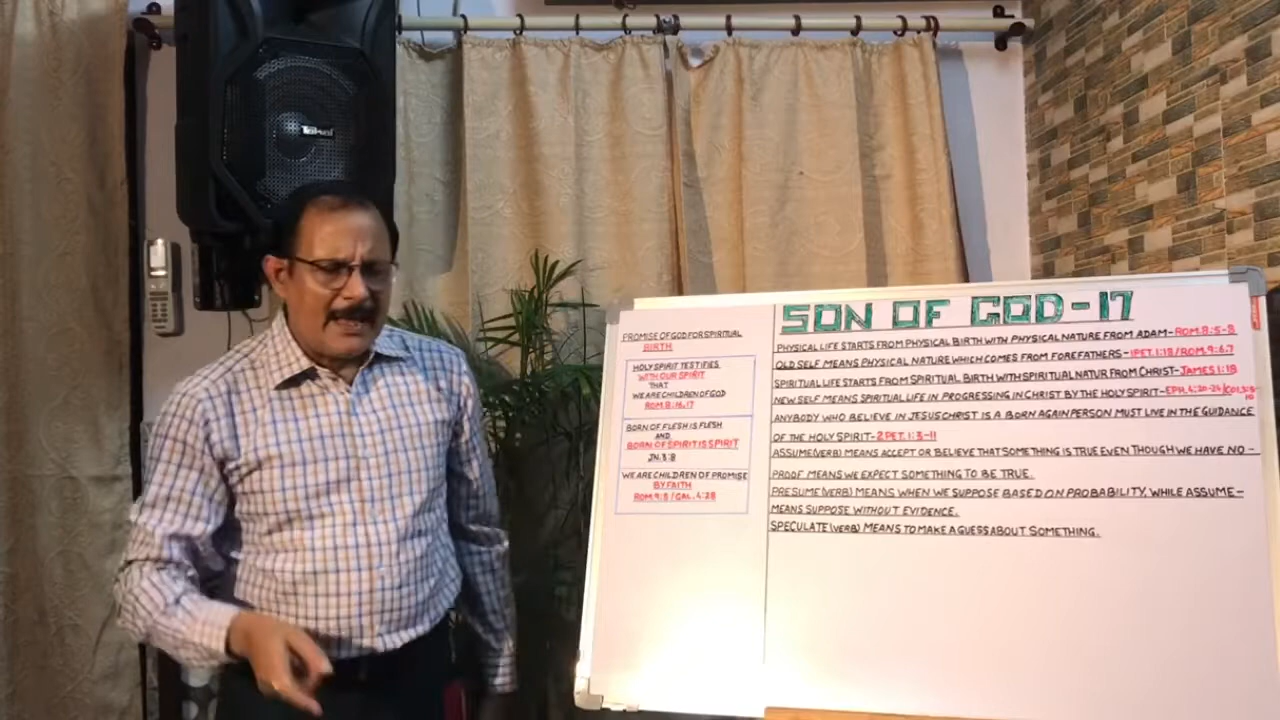 PROMISE OF GOD FOR SPIRITUAL
BIRTH
HOLY SPIRIT TESTIFIES
WITH OUR SPIRIT
THAT
WE ARE CHILDREN OF GOD
ROM.8:16,17
BORN OF FLESH IS FLESH
AND
BORN OF SPIRIT IS SPIRIT
JN.3:8
WE ARE CHILDREN OF PROMISE
BY FAITH
ROM.9:8/GAL.4:28
SON OF GOD-17
PHYSICAL LIFE STARTS FROM PHYSICAL BIRTH WITH PHYSICAL NATURE FROM ADAM-ROM.8:5-8
OLD SELF MEANS PHYSICAL NATURE WHICH COMES FROM FOREFATHERS-1PET.1:18/ROM.9:6,7
SPIRITUAL LIFE STARTS FROM SPIRITUAL BIRTH WITH SPIRITUAL NATUR FROM CHRIST-JAMES 1:18
NEW SELF MEANS SPIRITUAL LIFE IN PROGRESSING IN CHRIST BY THE HOLY SPIRIT-EPH.4:20-24/COL.3:5-10
ANYBODY WHO BELIEVE IN JESUS CHRIST IS A BORN AGAIN PERSON MUST LIVE IN THE GUIDANCE
OF THE HOLY SPIRIT-2PET.1:3-11
ASSUME(VERB) MEANS ACCEPT OR BELIEVE THAT SOMETHING IS TRUE EVEN THOUGH WE HAVE NO-
PROOF MEANS WE EXPECT SOMETHING TO BE TRUE.
PRESUME(VERB) MEANS WHEN WE SUPPOSE BASED ON PROBABILITY, WHILE ASSUME-
MEANS SUPPOSE WITHOUT EVIDENCE.
SPECULATE(VERB) MEANS TO MAKE A GUESS ABOUT SOMETHING.